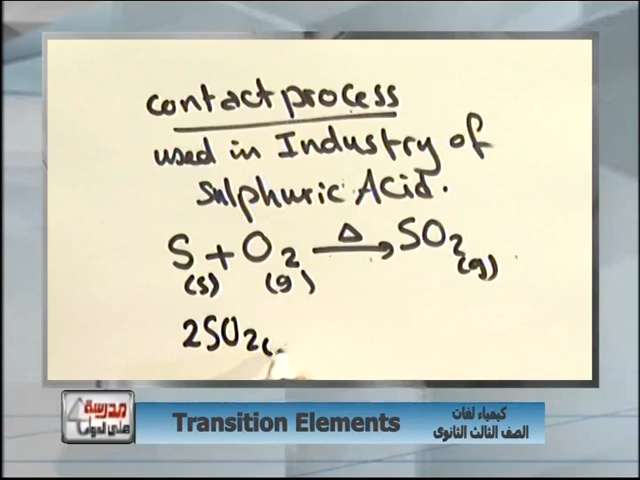 contact process
used in Industry of
Sulphuric Acid.
S(s) + O2(g) Δ→ SO2(g)
2SO2(
مدرسة
على الهواء
Transition Elements
كيمياء لغات
الصف الثالث الثانوى